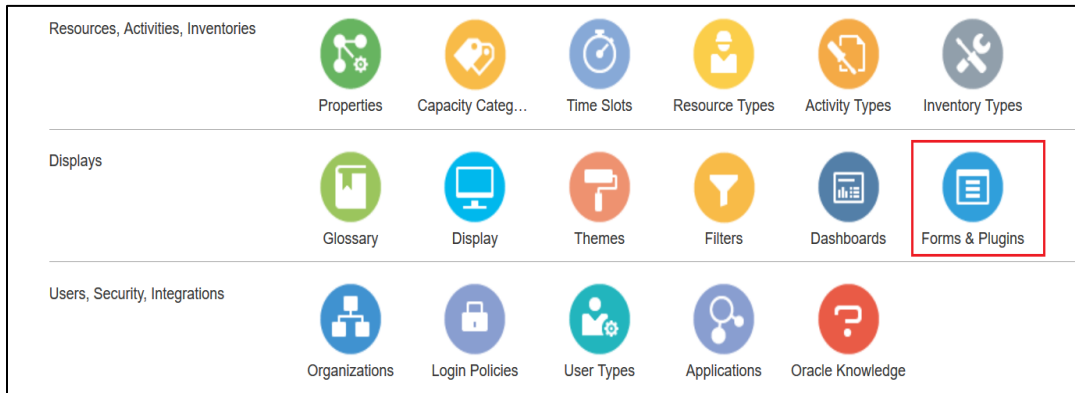 Resources, Activities, Inventories
Properties
Capacity Categ...
Time Slots
Resource Types
Activity Types
Inventory Types
Displays
Glossary
Display
Themes
Filters
Dashboards
Forms & Plugins
Users, Security, Integrations
Organizations
Login Policies
User Types
Applications
Oracle Knowledge